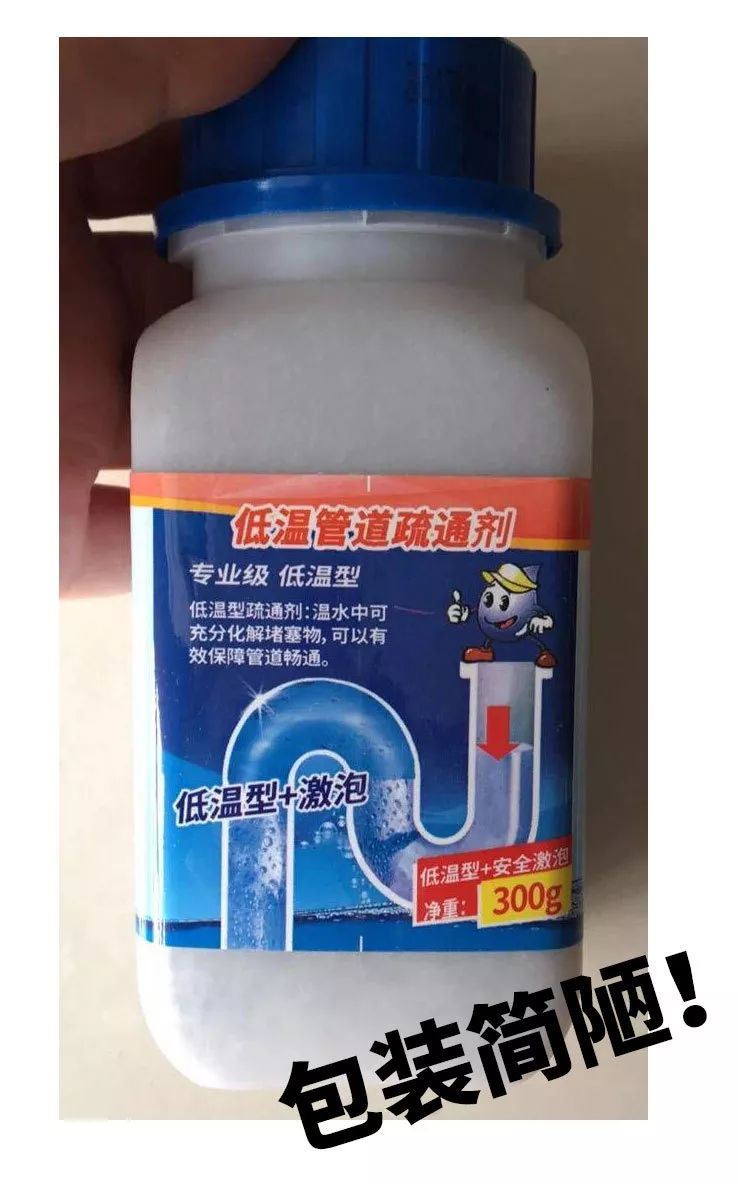 低温管道疏通剂
专业级 低温型
低温型疏通剂:温水中可
充分化解堵塞物,可以有
效保障管道畅通。
低温型+激泡
低温型+安全激泡
净重: 300g
包装简陋!